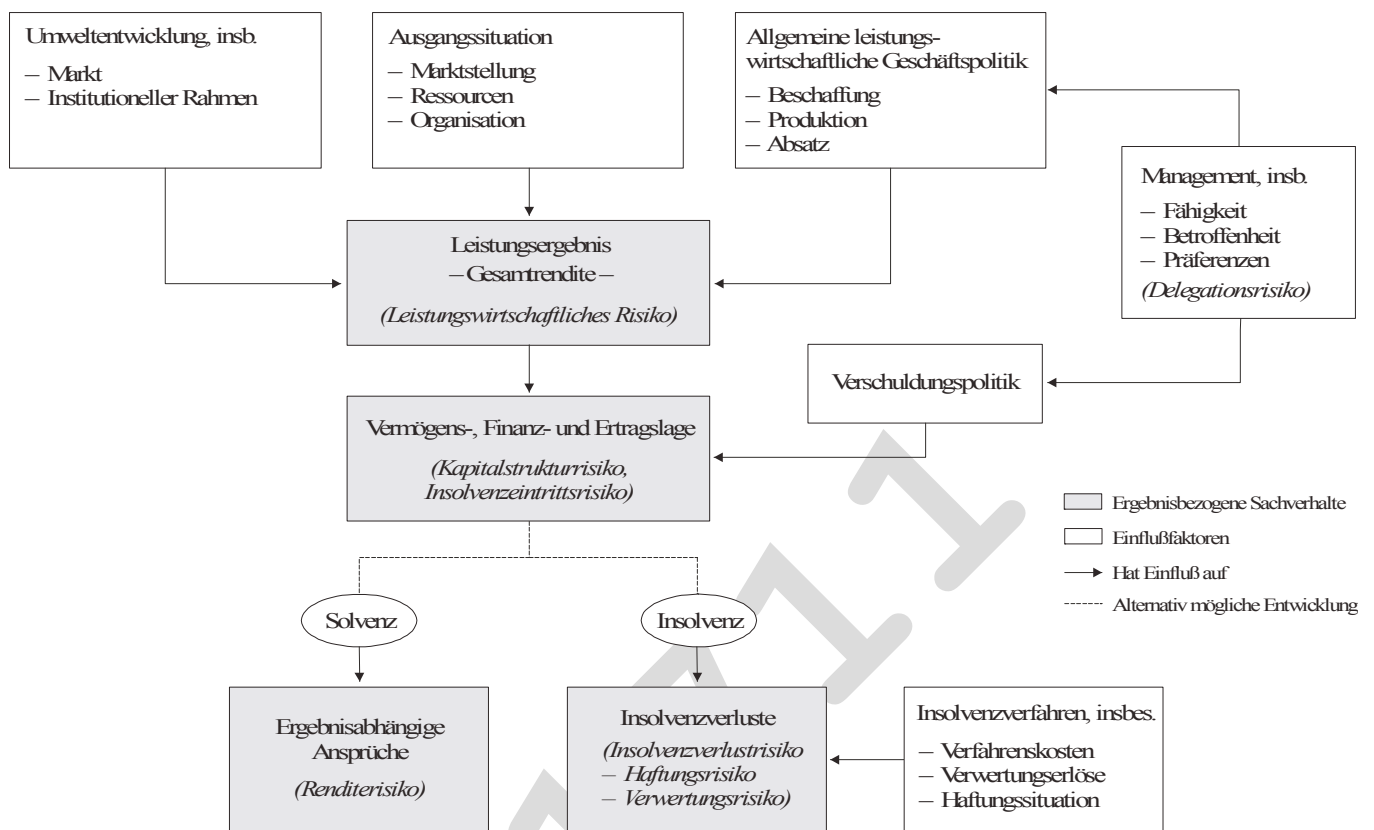 Umweltentwicklung, insb.
– Markt
– Institutioneller Rahmen
Ausgangssituation
– Marktstellung
– Ressourcen
– Organisation
Allgemeine leistungs-
wirtschaftliche Geschäftspolitik
– Beschaffung
– Produktion
– Absatz
Management, insb.
– Fähigkeit
– Betroffenheit
– Präferenzen
(Delegationsrisiko)
Leistungsergebnis
– Gesamtrendite –
(Leistungswirtschaftliches Risiko)
Verschuldungspolitik
Vermögens-, Finanz- und Ertragslage
(Kapitalstrukturrisiko,
Insolvenzeintrittsrisiko)
Ergebnisbezogene Sachverhalte
Einflußfaktoren
Hat Einfluß auf
Alternativ mögliche Entwicklung
Solvenz
Insolvenz
Ergebnisabhängige
Ansprüche
(Renditerisiko)
Insolvenzverluste
(Insolvenzverlustrisiko
– Haftungsrisiko
– Verwertungsrisiko)
Insolvenzverfahren, insbes.
– Verfahrenskosten
– Verwertungserlöse
– Haftungssituation